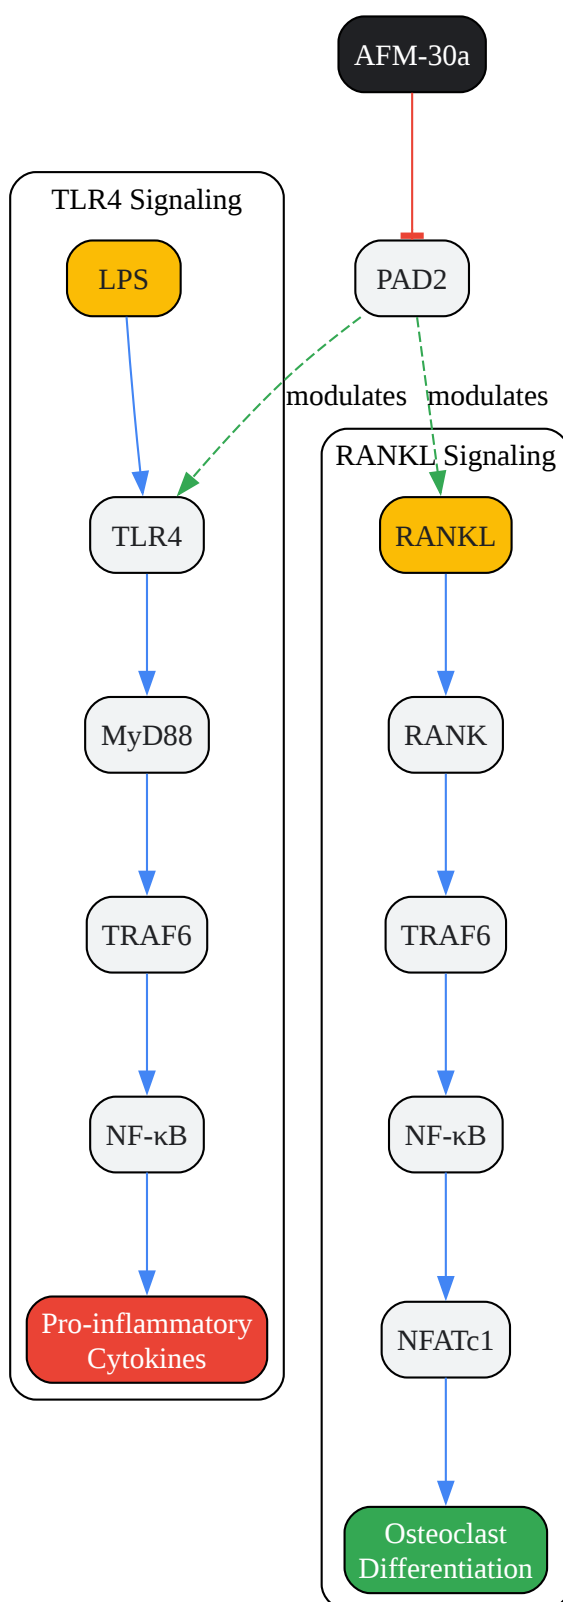 AFM-30a
TLR4 Signaling
LPS
PAD2
modulates
modulates
RANKL Signaling
TLR4
RANKL
MyD88
RANK
TRAF6
TRAF6
NF-κB
NF-κB
Pro-inflammatory
Cytokines
NFATc1
Osteoclast
Differentiation